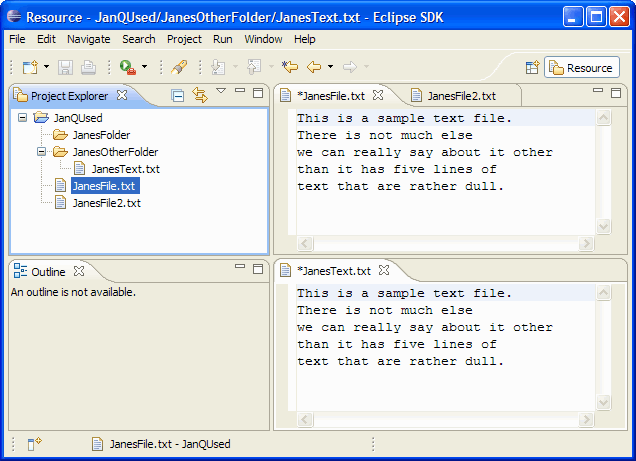 Resource - JanQUsed/JanesOtherFolder/JanesText.txt - Eclipse SDK
File Edit Navigate Search Project Run Window Help
Resource
Project Explorer
JanQUsed
JanesFolder
JanesOtherFolder
JanesText.txt
JanesFile.txt
JanesFile2.txt
*JanesFile.txt JanesFile2.txt
This is a sample text file.
There is not much else
we can really say about it other
than it has five lines of
text that are rather dull.
Outline
An outline is not available.
*JanesText.txt
This is a sample text file.
There is not much else
we can really say about it other
than it has five lines of
text that are rather dull.
JanesFile.txt - JanQUsed